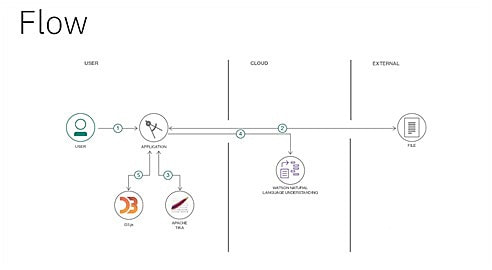 Flow
USER
CLOUD
EXTERNAL
1
2
4
USER
APPLICATION
FILE
5
3
WATSON NATURAL
LANGUAGE UNDERSTANDING
D3.js
APACHE
TIKA